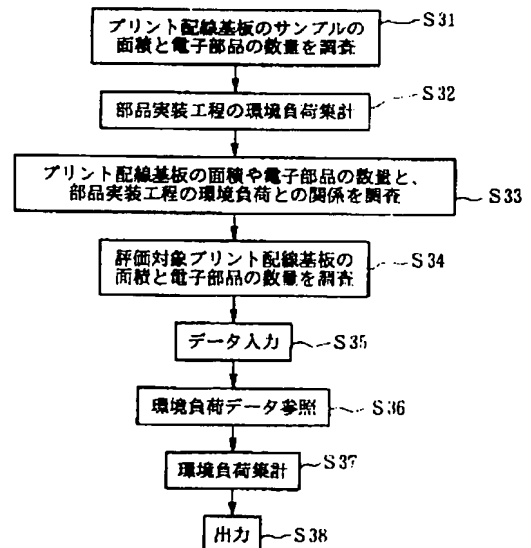 プリント配線基板のサンプルの
面積と電子部品の数量を調査
S31
部品実装工程の環境負荷集計
S32
プリント配線基板の面積や電子部品の数量と、
部品実装工程の環境負荷との関係を調査
S33
評価対象プリント配線基板の
面積と電子部品の数量を調査
S34
データ入力
S35
環境負荷データ参照
S36
環境負荷集計
S37
出力
S38